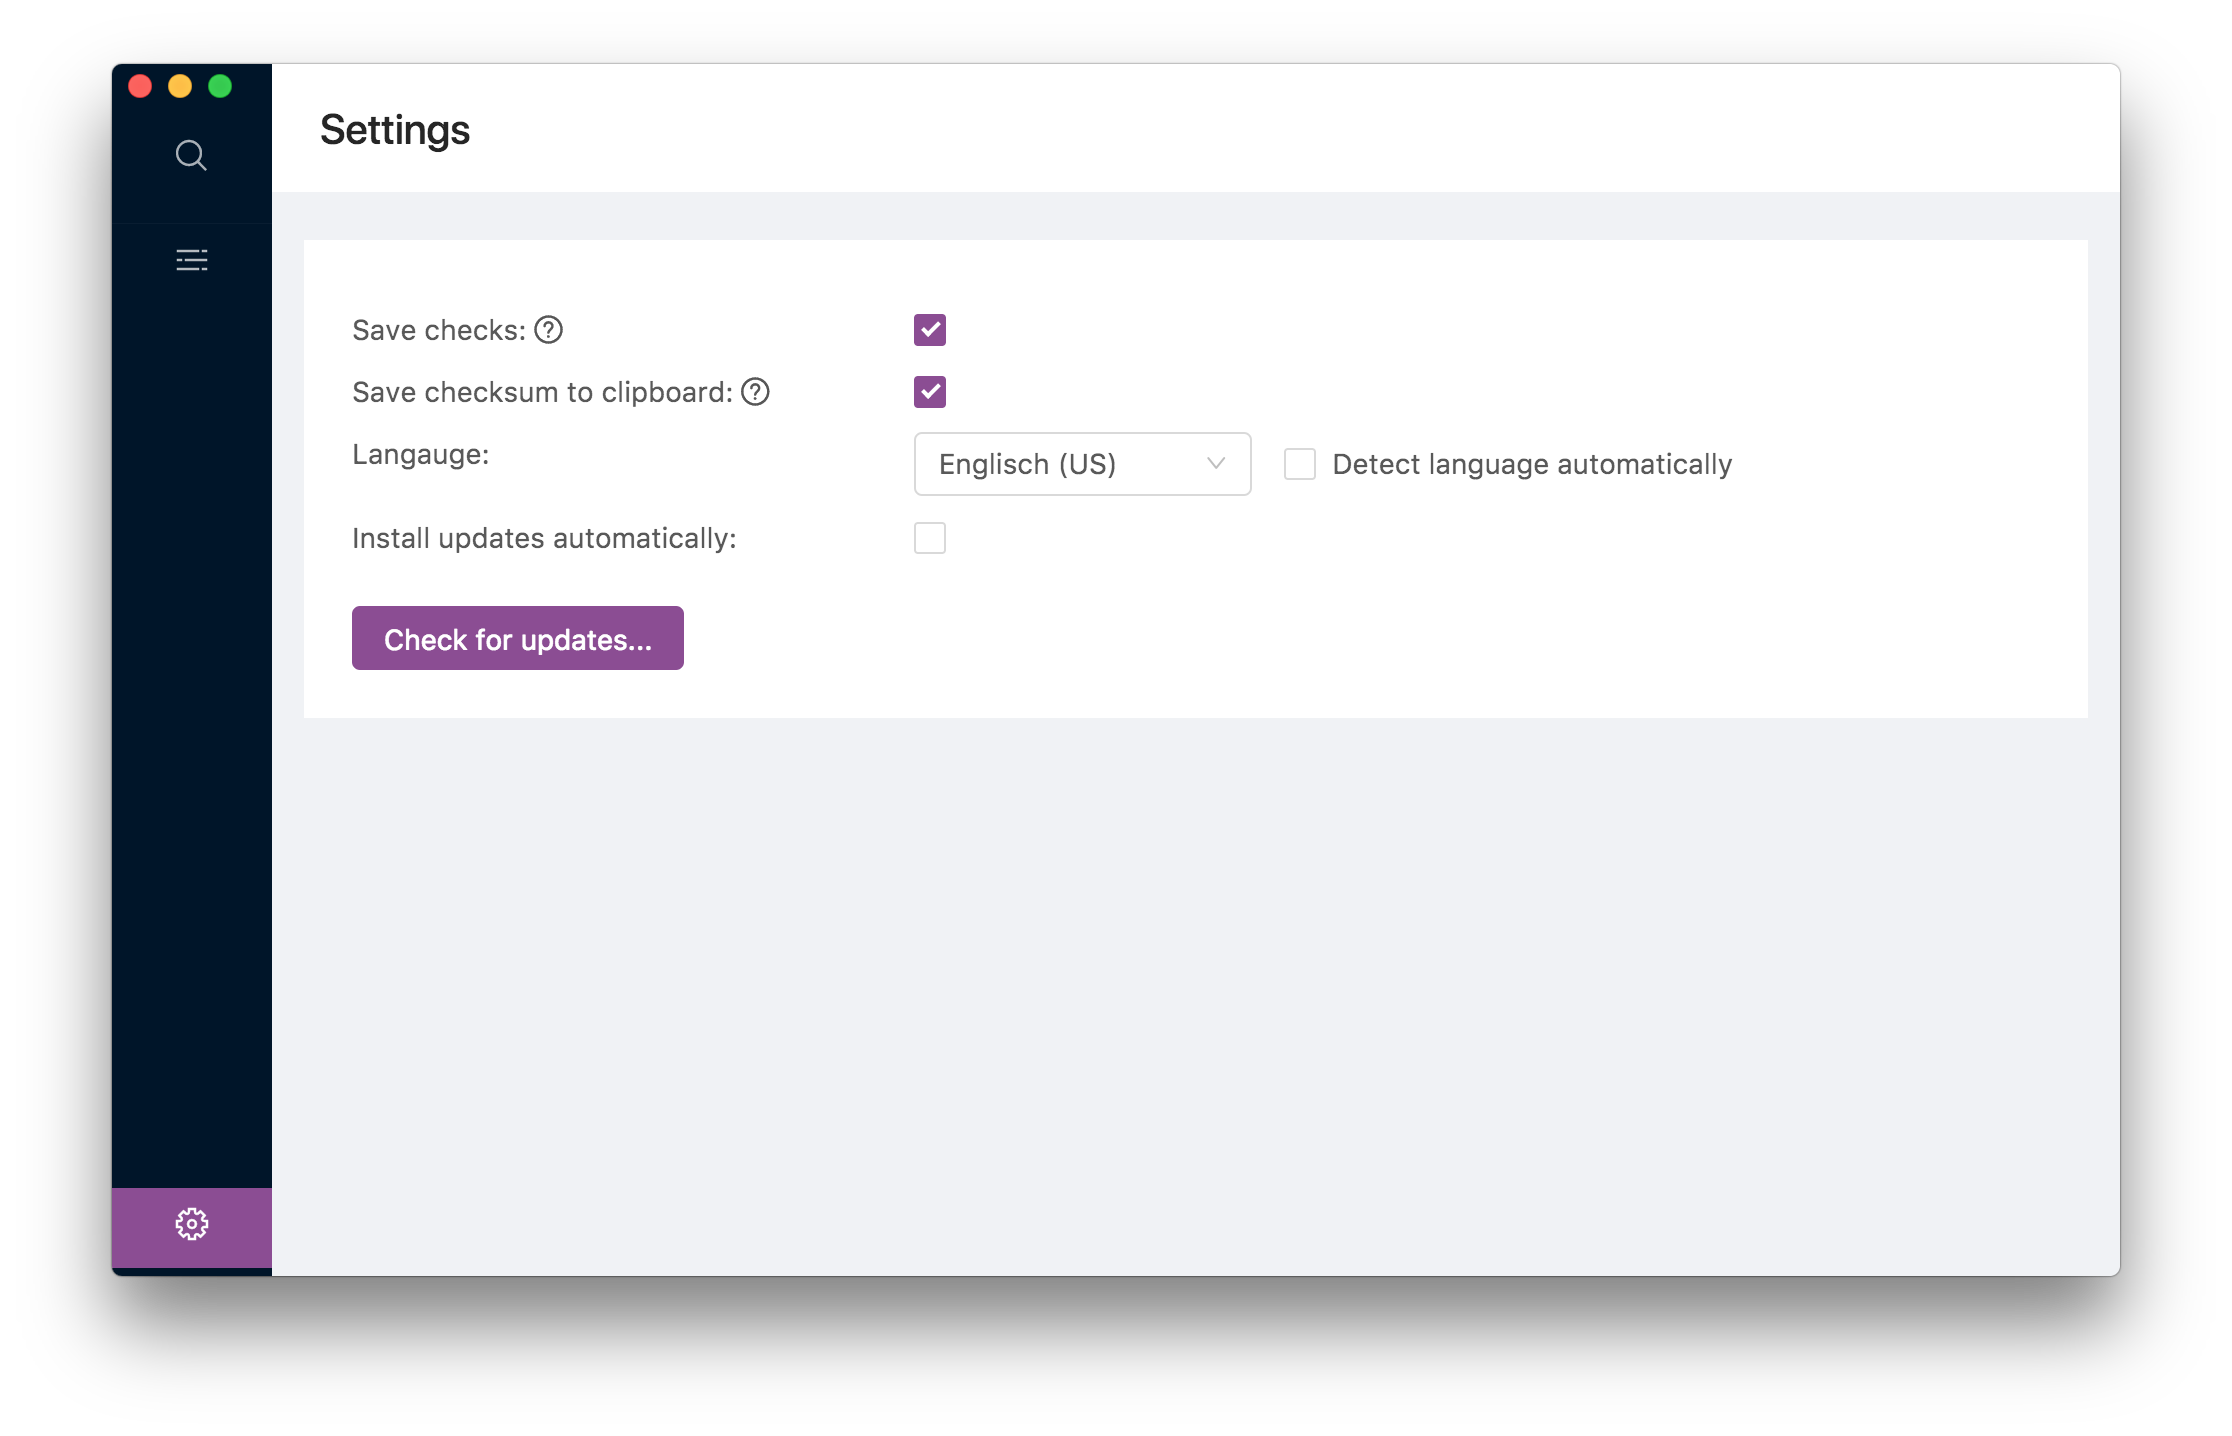 Settings
Save checks:
Save checksum to clipboard:
Langauge:
Englisch (US)
Detect language automatically
Install updates automatically:
Check for updates...